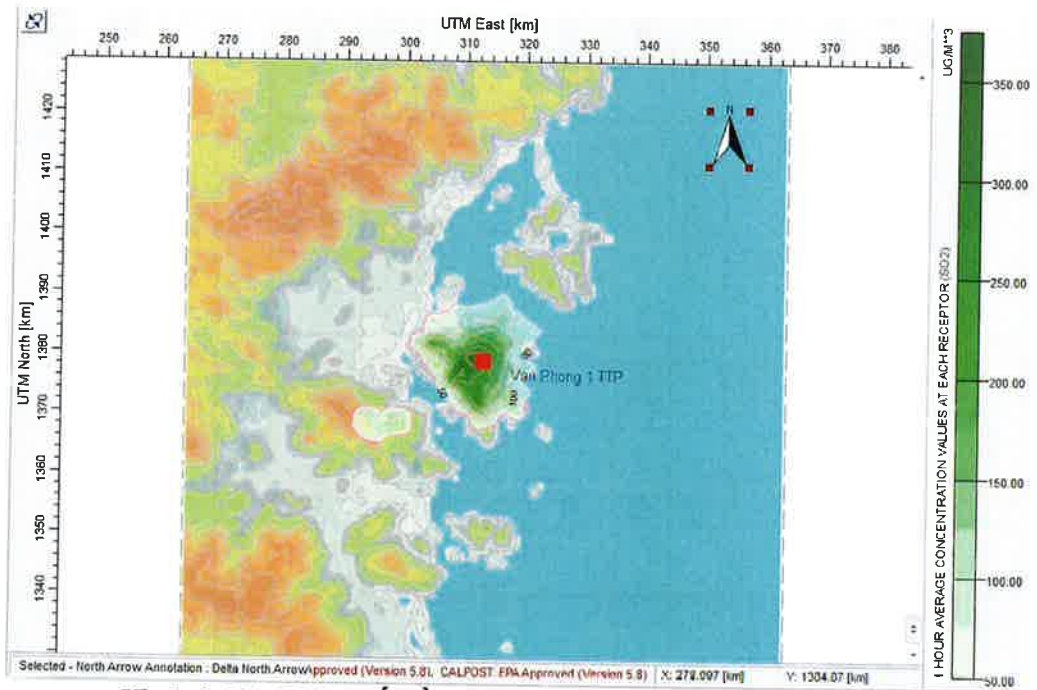 UTM East [km]
250 260 270 280 290 300 310 320 330 340 350 360 370 380
UTM North [km]
1420
1410
1400
1390
1380
1370
1360
1350
1340
N
Van Phong 1 TTP
100
UG/M**3
350.00
300.00
250.00
200.00
150.00
100.00
50.00
1 HOUR AVERAGE CONCENTRATION VALUES AT EACH RECEPTOR (SO2)
Selected - North Arrow Annotation : Delta North Arrow Approved (Version 5.8), CALPOST EPA Approved (Version 5.8) X: 278.097 [km] Y: 1304.07 [km]